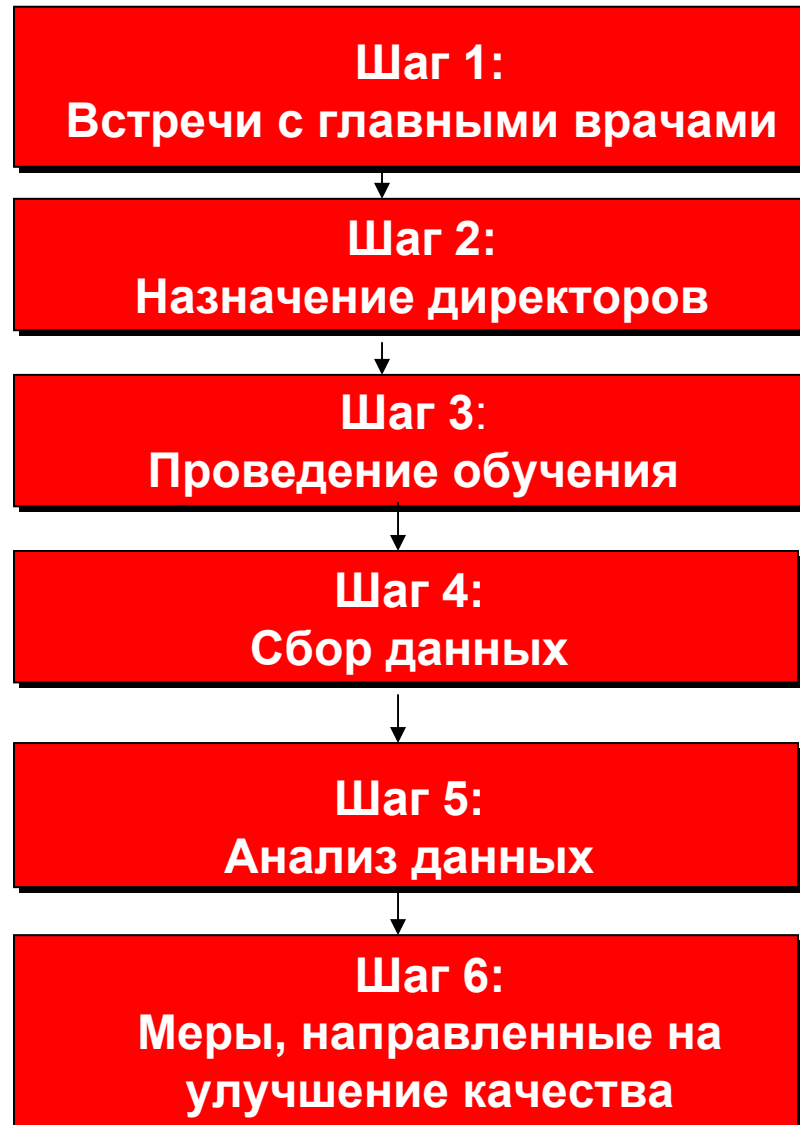 Шаг 1:
Встречи с главными врачами
Шаг 2:
Назначение директоров
Шаг 3:
Проведение обучения
Шаг 4:
Сбор данных
Шаг 5:
Анализ данных
Шаг 6:
Меры, направленные на
улучшение качества